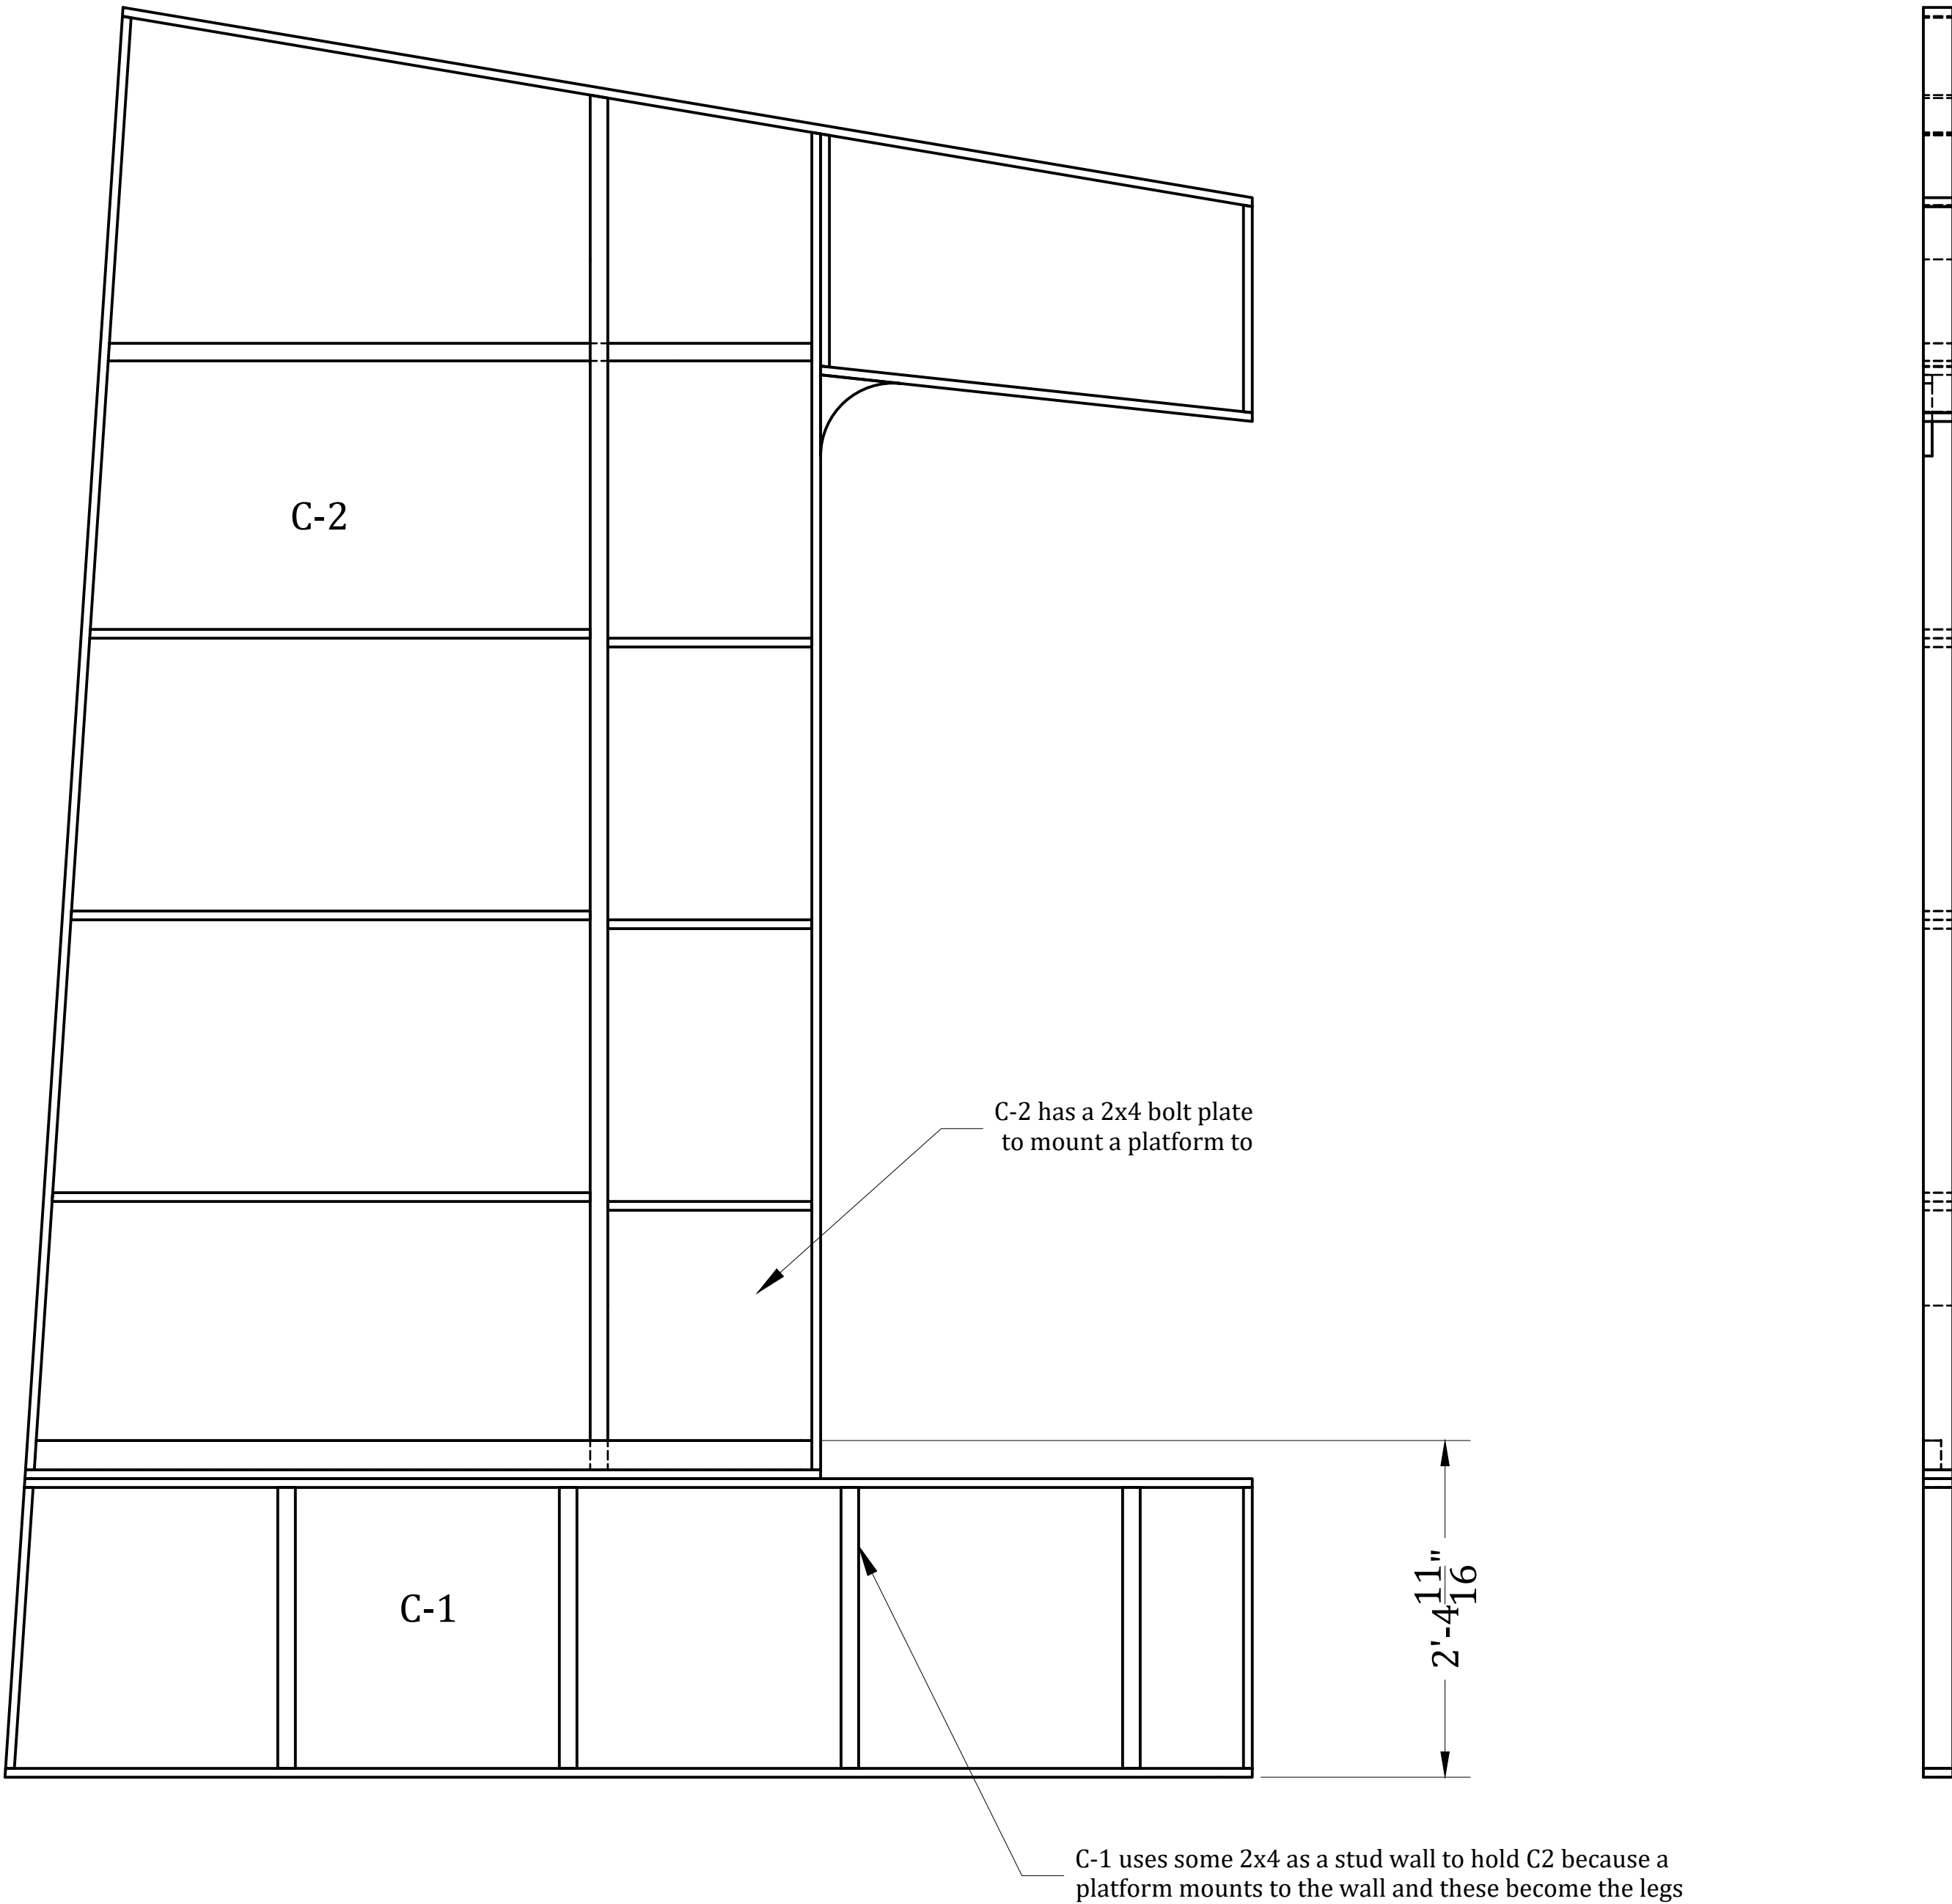 C-2
C-2 has a 2x4 bolt plate
to mount a platform to
2'-4 11/16"
C-1
C-1 uses some 2x4 as a stud wall to hold C2 because a
platform mounts to the wall and these become the legs